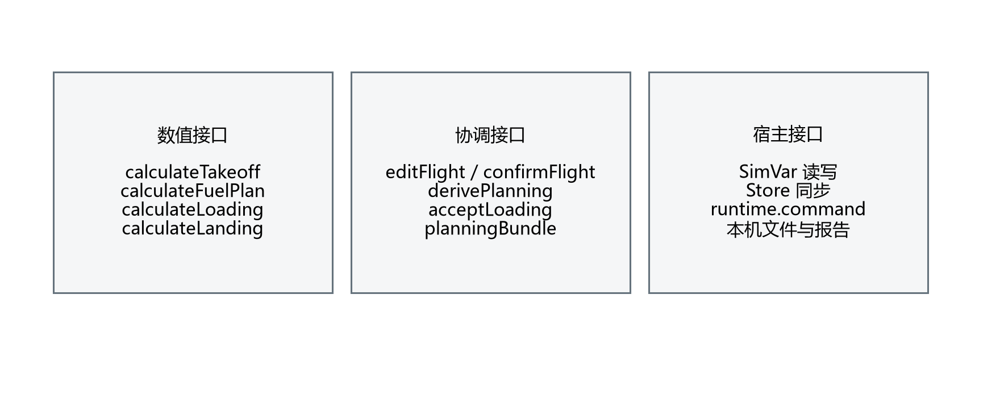 数值接口
calculateTakeoff
calculateFuelPlan
calculateLoading
calculateLanding
协调接口
editFlight / confirmFlight
derivePlanning
acceptLoading
planningBundle
宿主接口
SimVar 读写
Store 同步
runtime.command
本机文件与报告